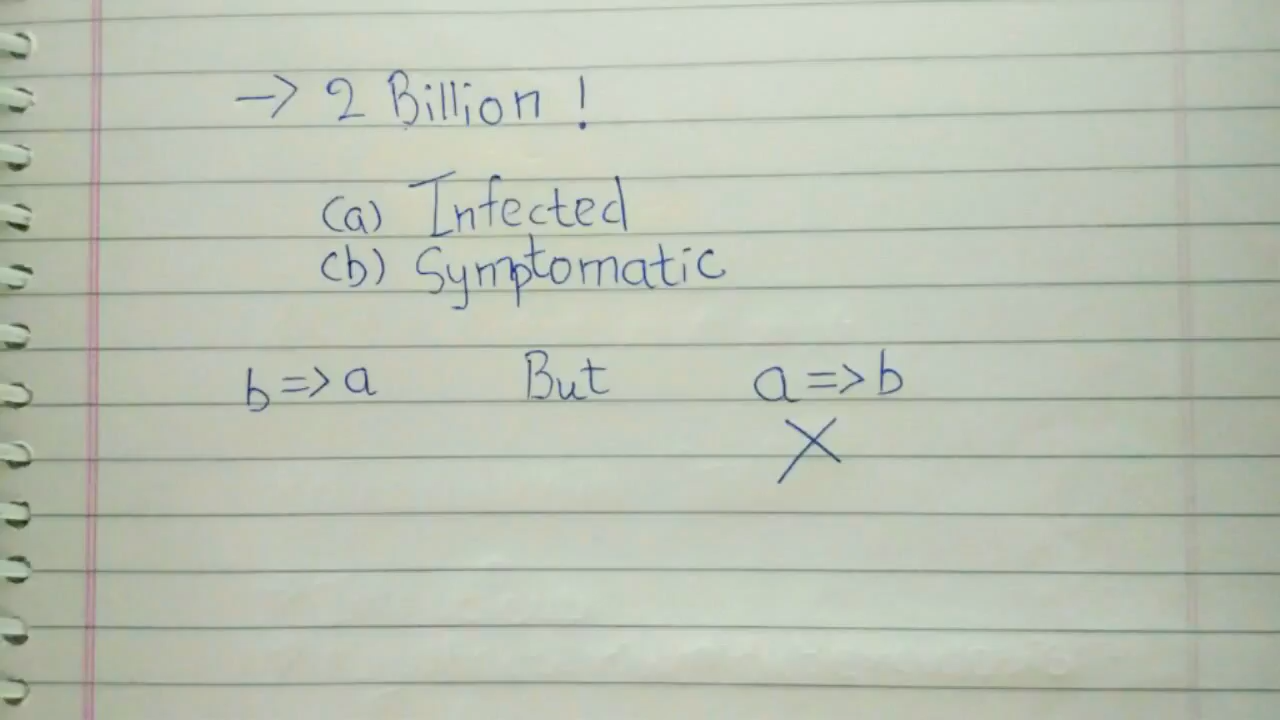 → 2 Billion !
(a) Infected
(b) Symptomatic
b => a But a => b
X